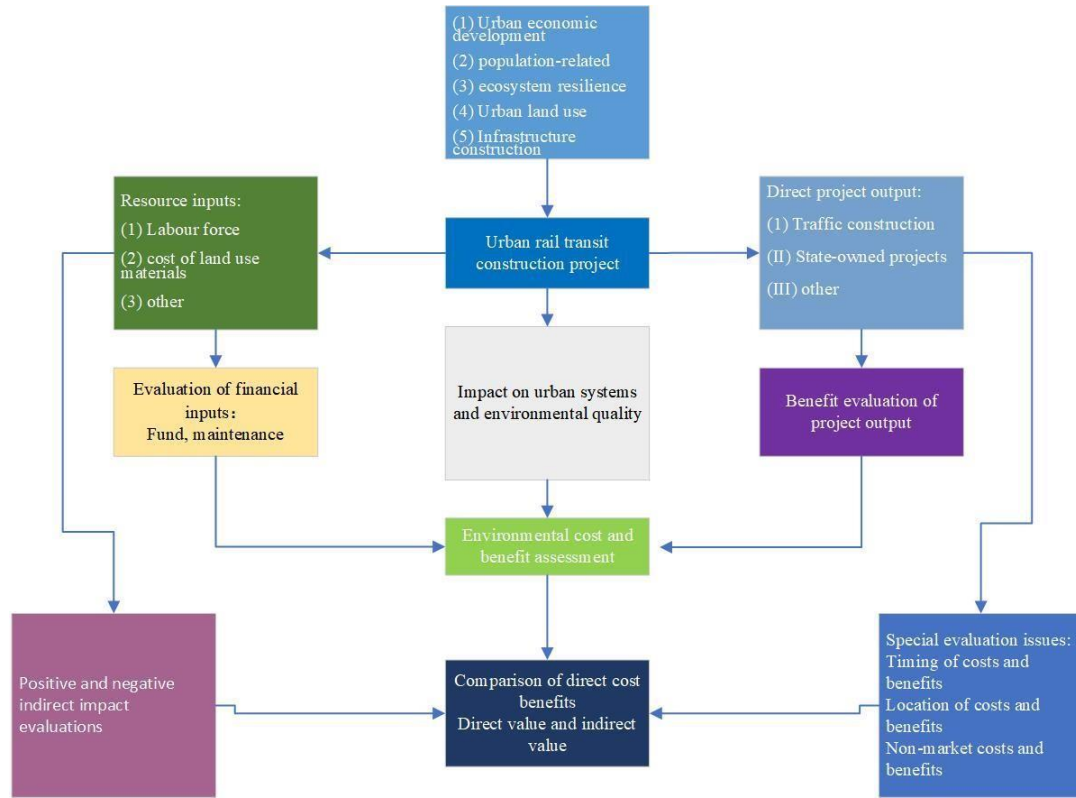 (1) Urban economic
development
(2) population-related
(3) ecosystem resilience
(4) Urban land use
(5) Infrastructure
construction
Resource inputs:
(1) Labour force
(2) cost of land use
materials
(3) other
Urban rail transit
construction project
Direct project output:
(1) Traffic construction
(II) State-owned projects
(III) other
Evaluation of financial
inputs：
Fund, maintenance
Impact on urban systems
and environmental quality
Benefit evaluation of
project output
Environmental cost and
benefit assessment
Positive and negative
indirect impact
evaluations
Comparison of direct cost
benefits
Direct value and indirect
value
Special evaluation issues:
Timing of costs and
benefits
Location of costs and
benefits
Non-market costs and
benefits